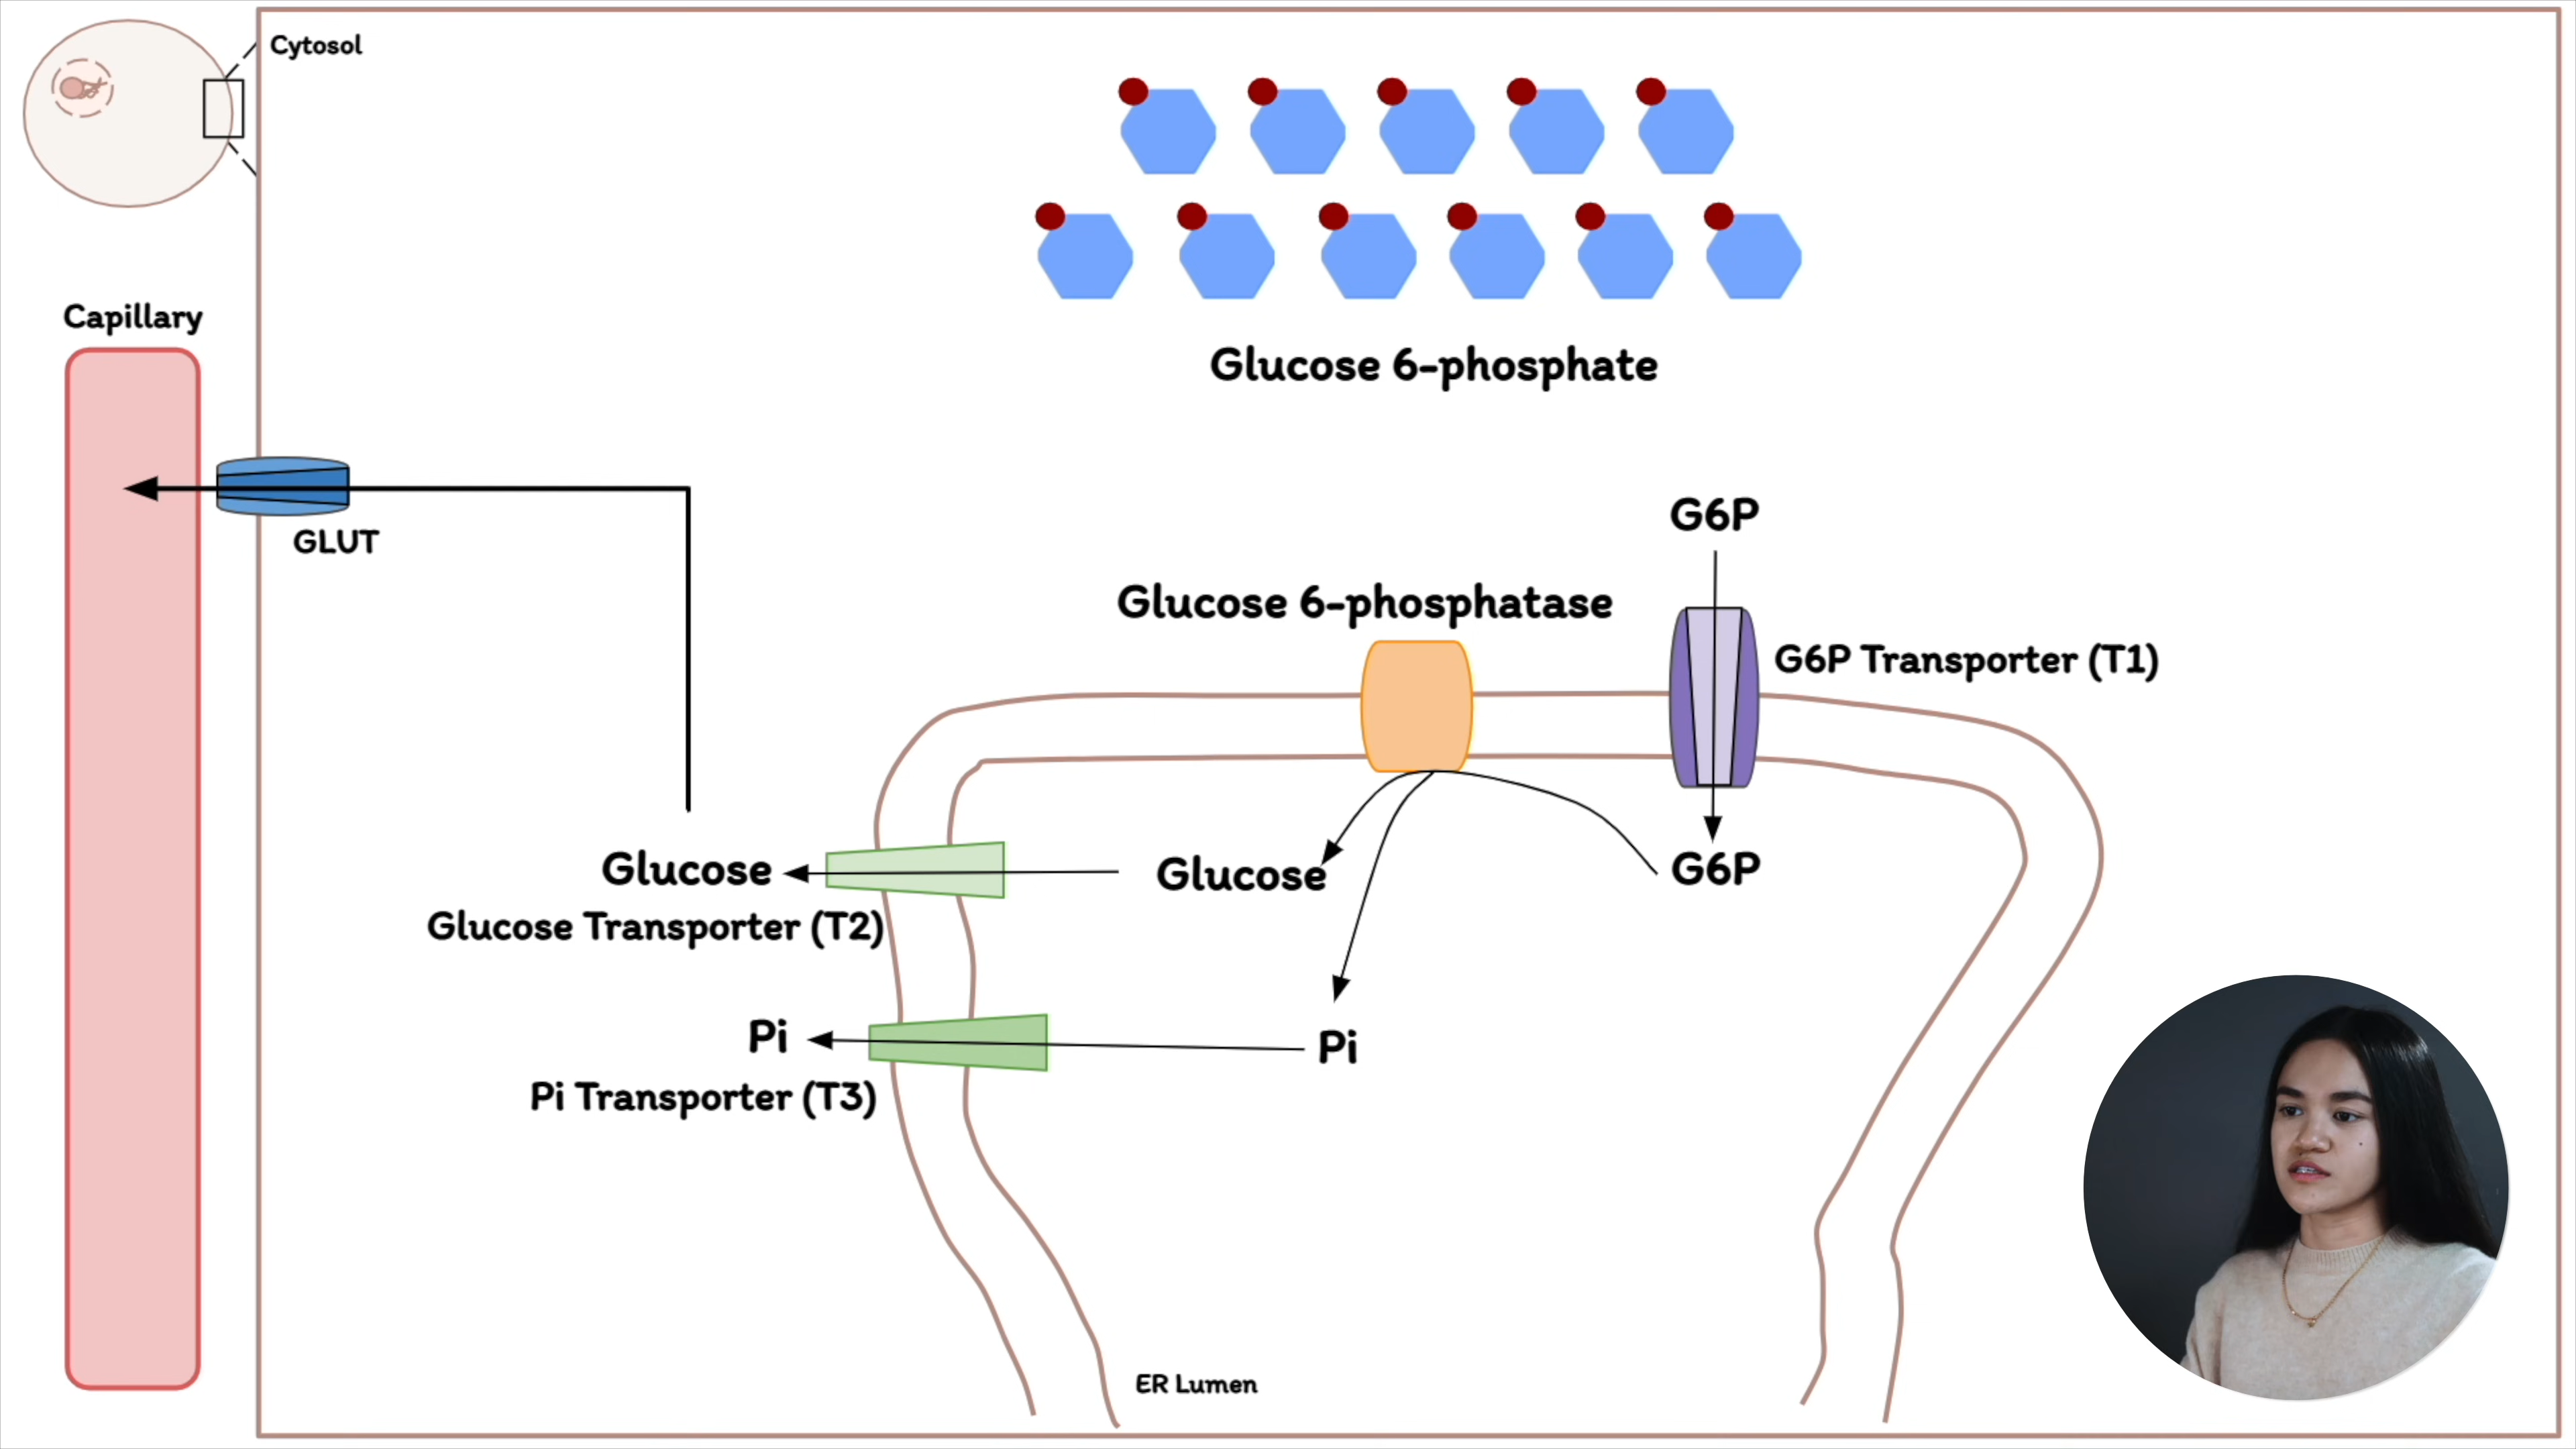 Cytosol
Capillary
Glucose 6-phosphate
GLUT
G6P
Glucose 6-phosphatase
G6P Transporter (T1)
Glucose
Glucose
G6P
Glucose Transporter (T2)
Pi
Pi
Pi Transporter (T3)
ER Lumen